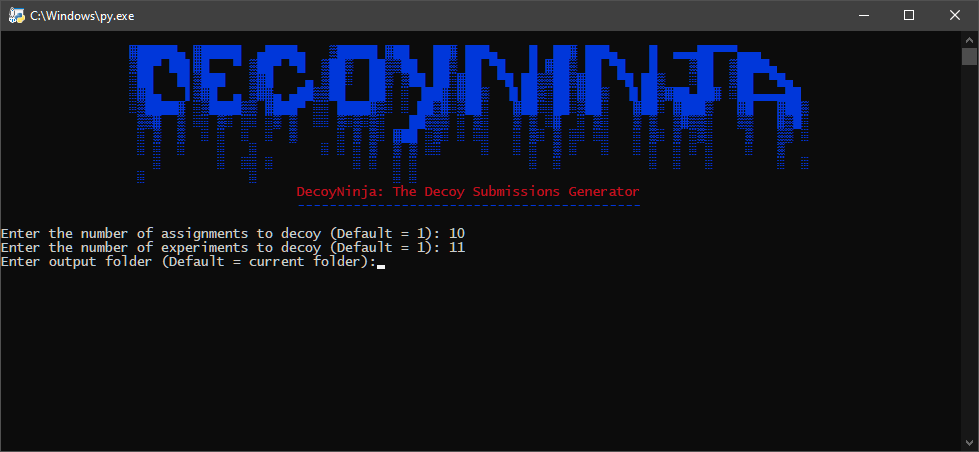 C:\Windows\py.exe
DECOYNINJA
DecoyNinja: The Decoy Submissions Generator
-------------------------------------------
Enter the number of assignments to decoy (Default = 1): 10
Enter the number of experiments to decoy (Default = 1): 11
Enter output folder (Default = current folder):